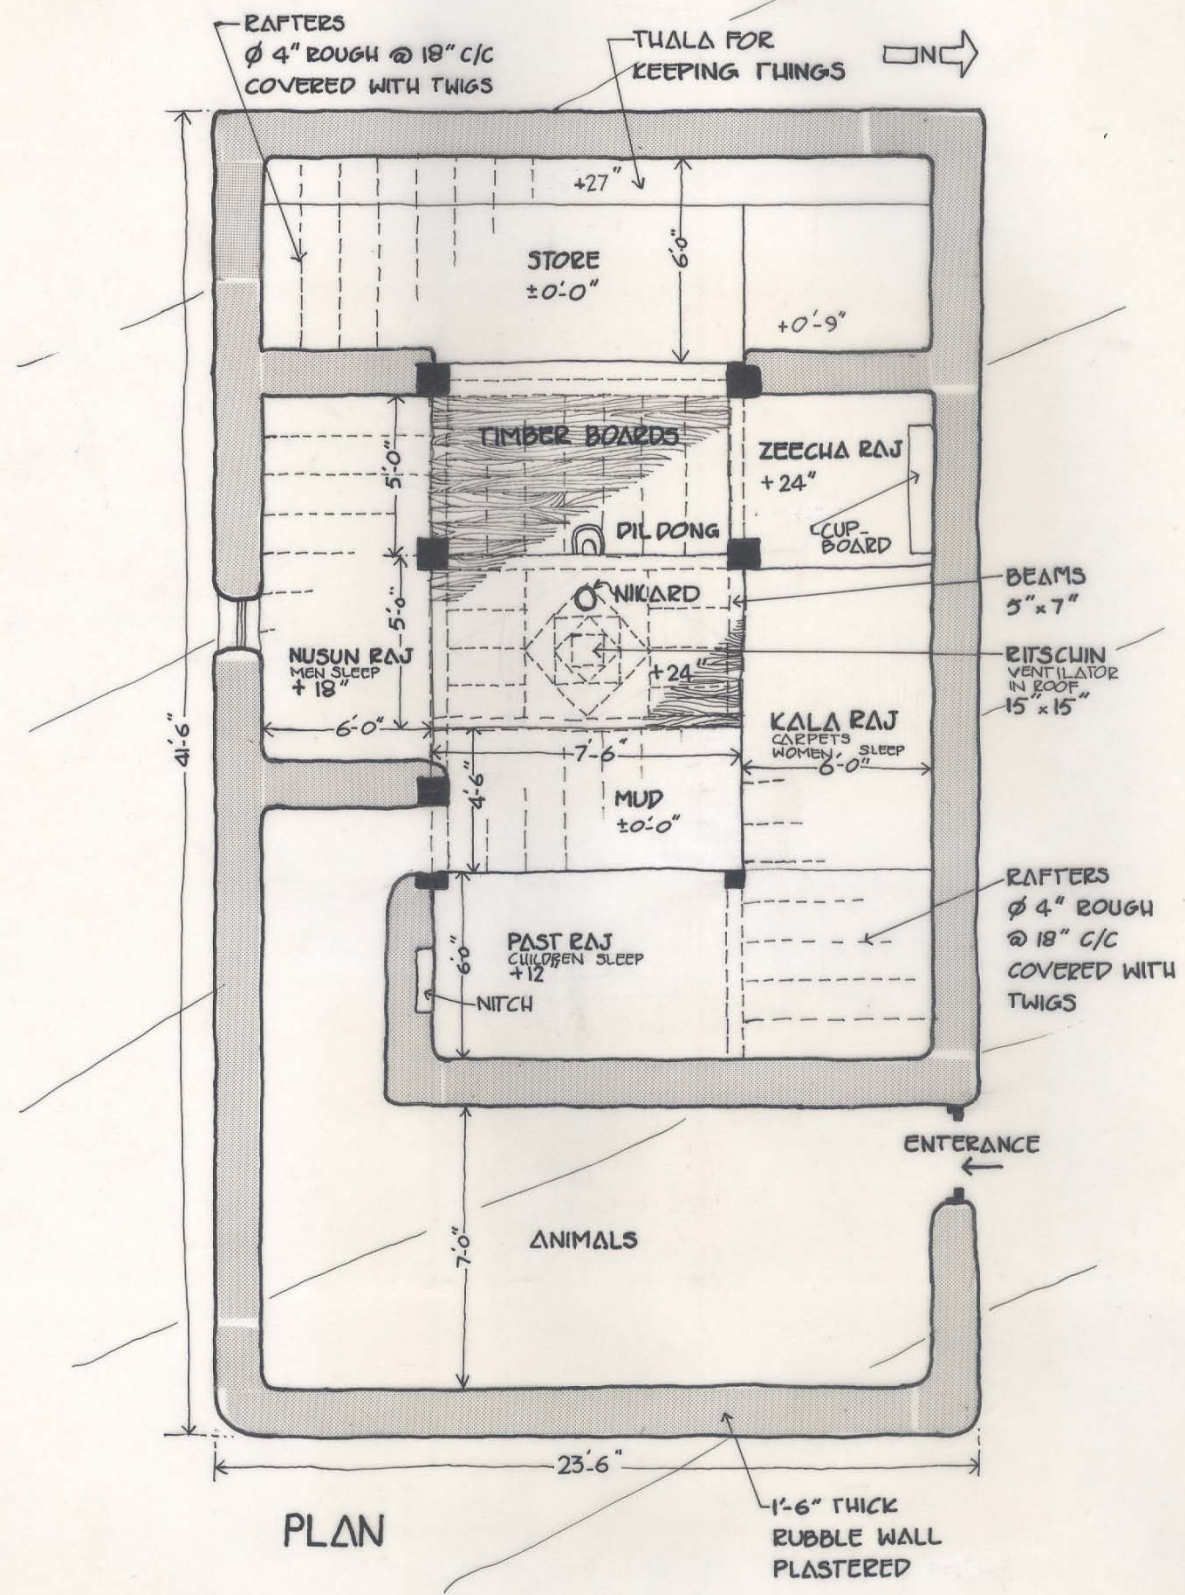 RAFTERS
Ø 4" ROUGH @ 18" C/C
COVERED WITH TWIGS
THALA FOR
KEEPING THINGS
N
+27"
STORE
±0'-0"
6'-0"
+0'-9"
TIMBER BOARDS
5'-0"
ZEECHA RAJ
+24"
CUP-
BOARD
DILDONG
NIKARD
5'-0"
BEAMS
5" x 7"
NUSUN RAJ
MEN SLEEP
+18"
+24"
RITSCHIN
VENTILATOR
IN ROOF
15" x 15"
6'-0"
41'-6"
7'-6"
KALA RAJ
CARPETS
WOMEN SLEEP
6'-0"
4'-6"
MUD
±0'-0"
RAFTERS
Ø 4" ROUGH
@ 18" C/C
COVERED WITH
TWIGS
PAST RAJ
CHILDREN SLEEP
+12"
6'-0"
NITCH
ENTERANCE
ANIMALS
7'-0"
23'-6"
PLAN
1'-6" THICK
RUBBLE WALL
PLASTERED